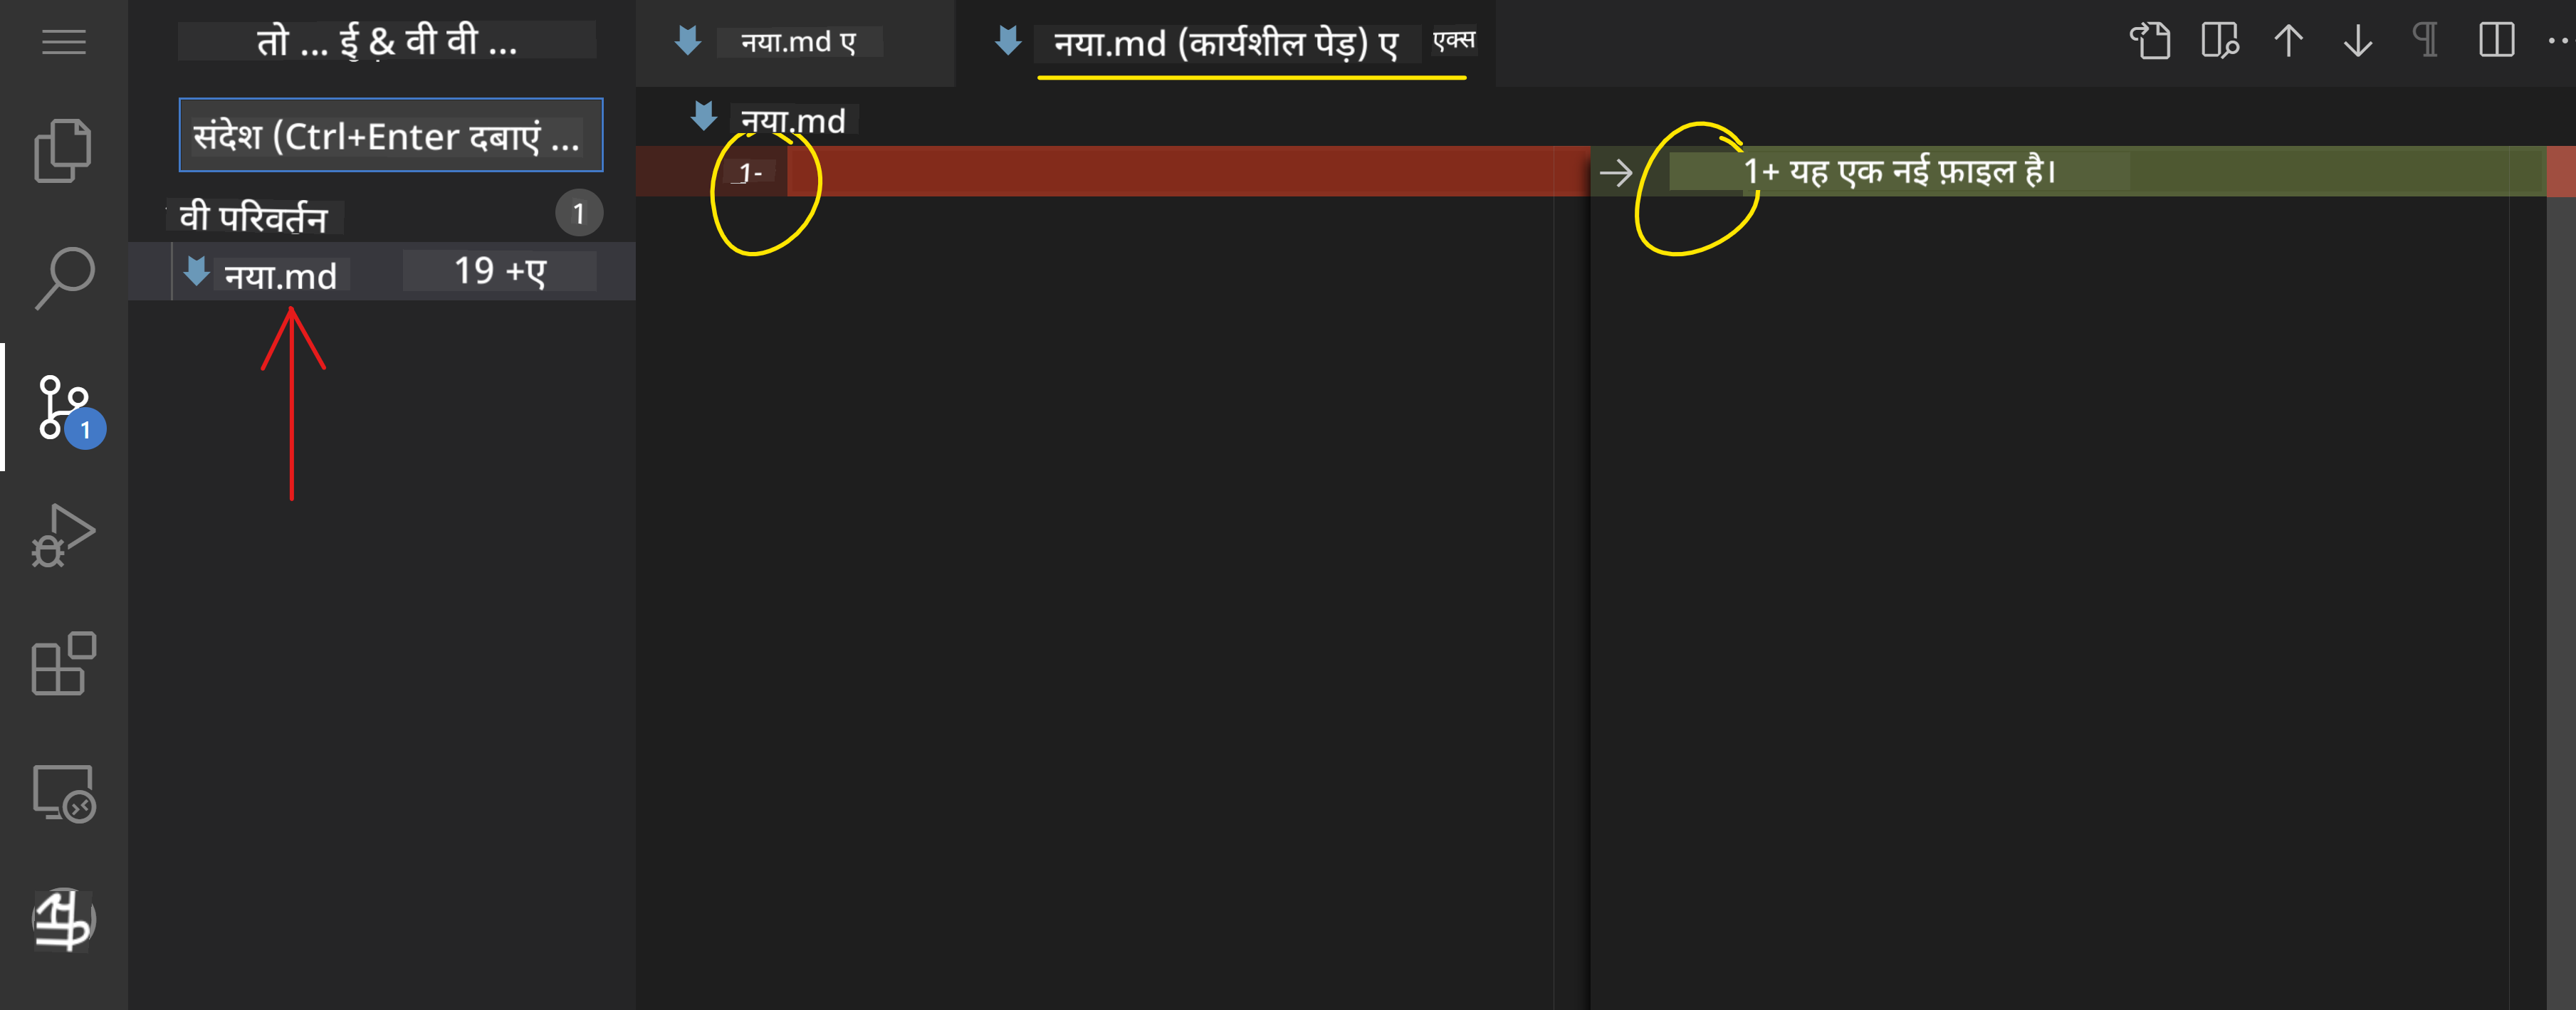 तो ... ई & वी वी ...
नया.md ए
नया.md (कार्यशील पेड़) ए
एक्स
संदेश (Ctrl+Enter दबाएं ...
नया.md
1-
1+ यह एक नई फ़ाइल है।
वी परिवर्तन
1
नया.md
19 +ए
1